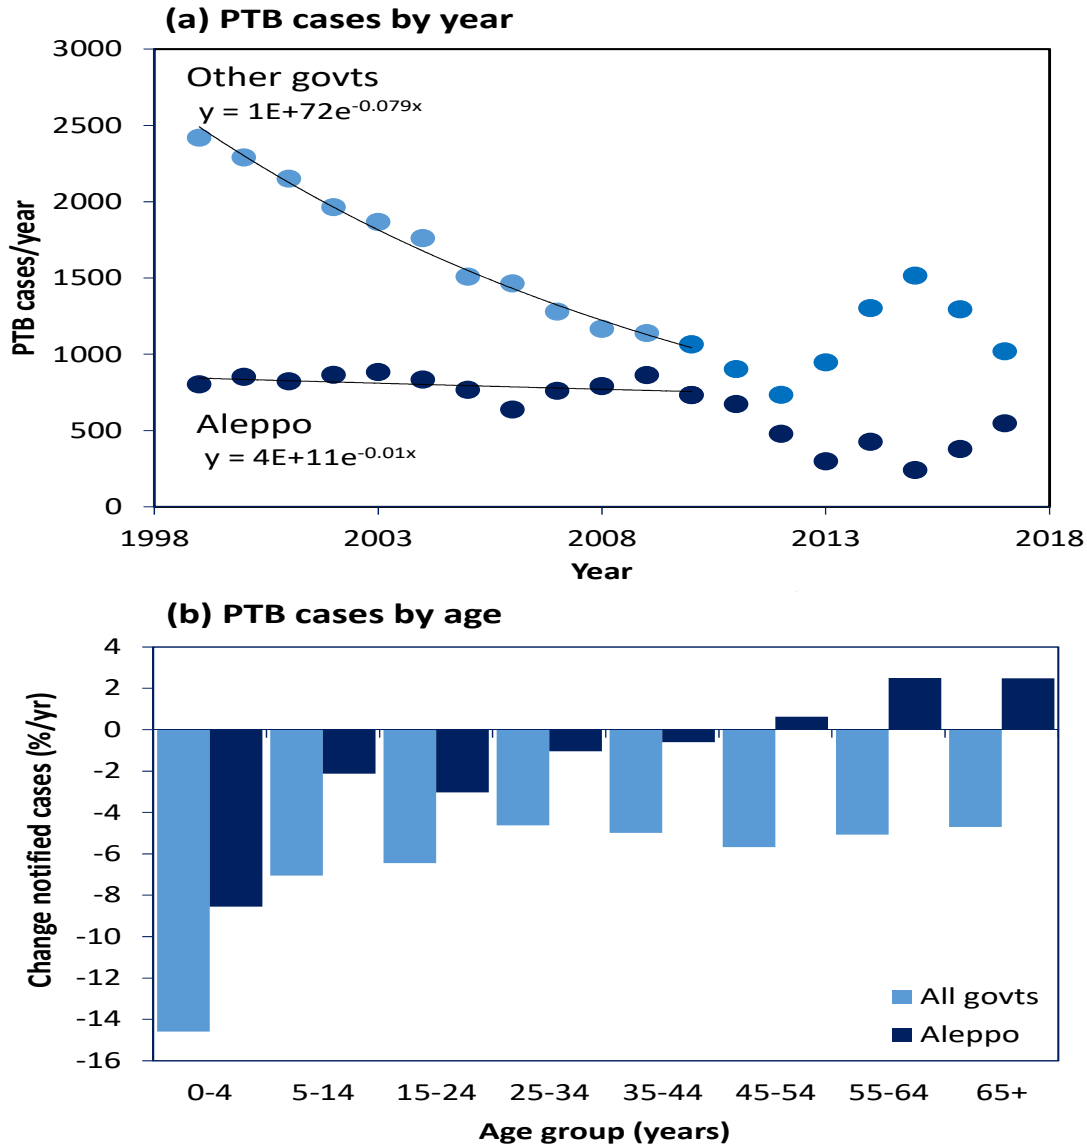 (a) PTB cases by year
3000
Other govts
y = 1E+72e^-0.079x
2500
2000
PTB cases/year
1500
1000
500
Aleppo
y = 4E+11e^-0.01x
0
1998 2003 2008 2013 2018
Year
(b) PTB cases by age
4
2
0
-2
-4
-6
-8
-10
-12
-14
-16
Change notified cases (%/yr)
All govts
Aleppo
0-4 5-14 15-24 25-34 35-44 45-54 55-64 65+
Age group (years)